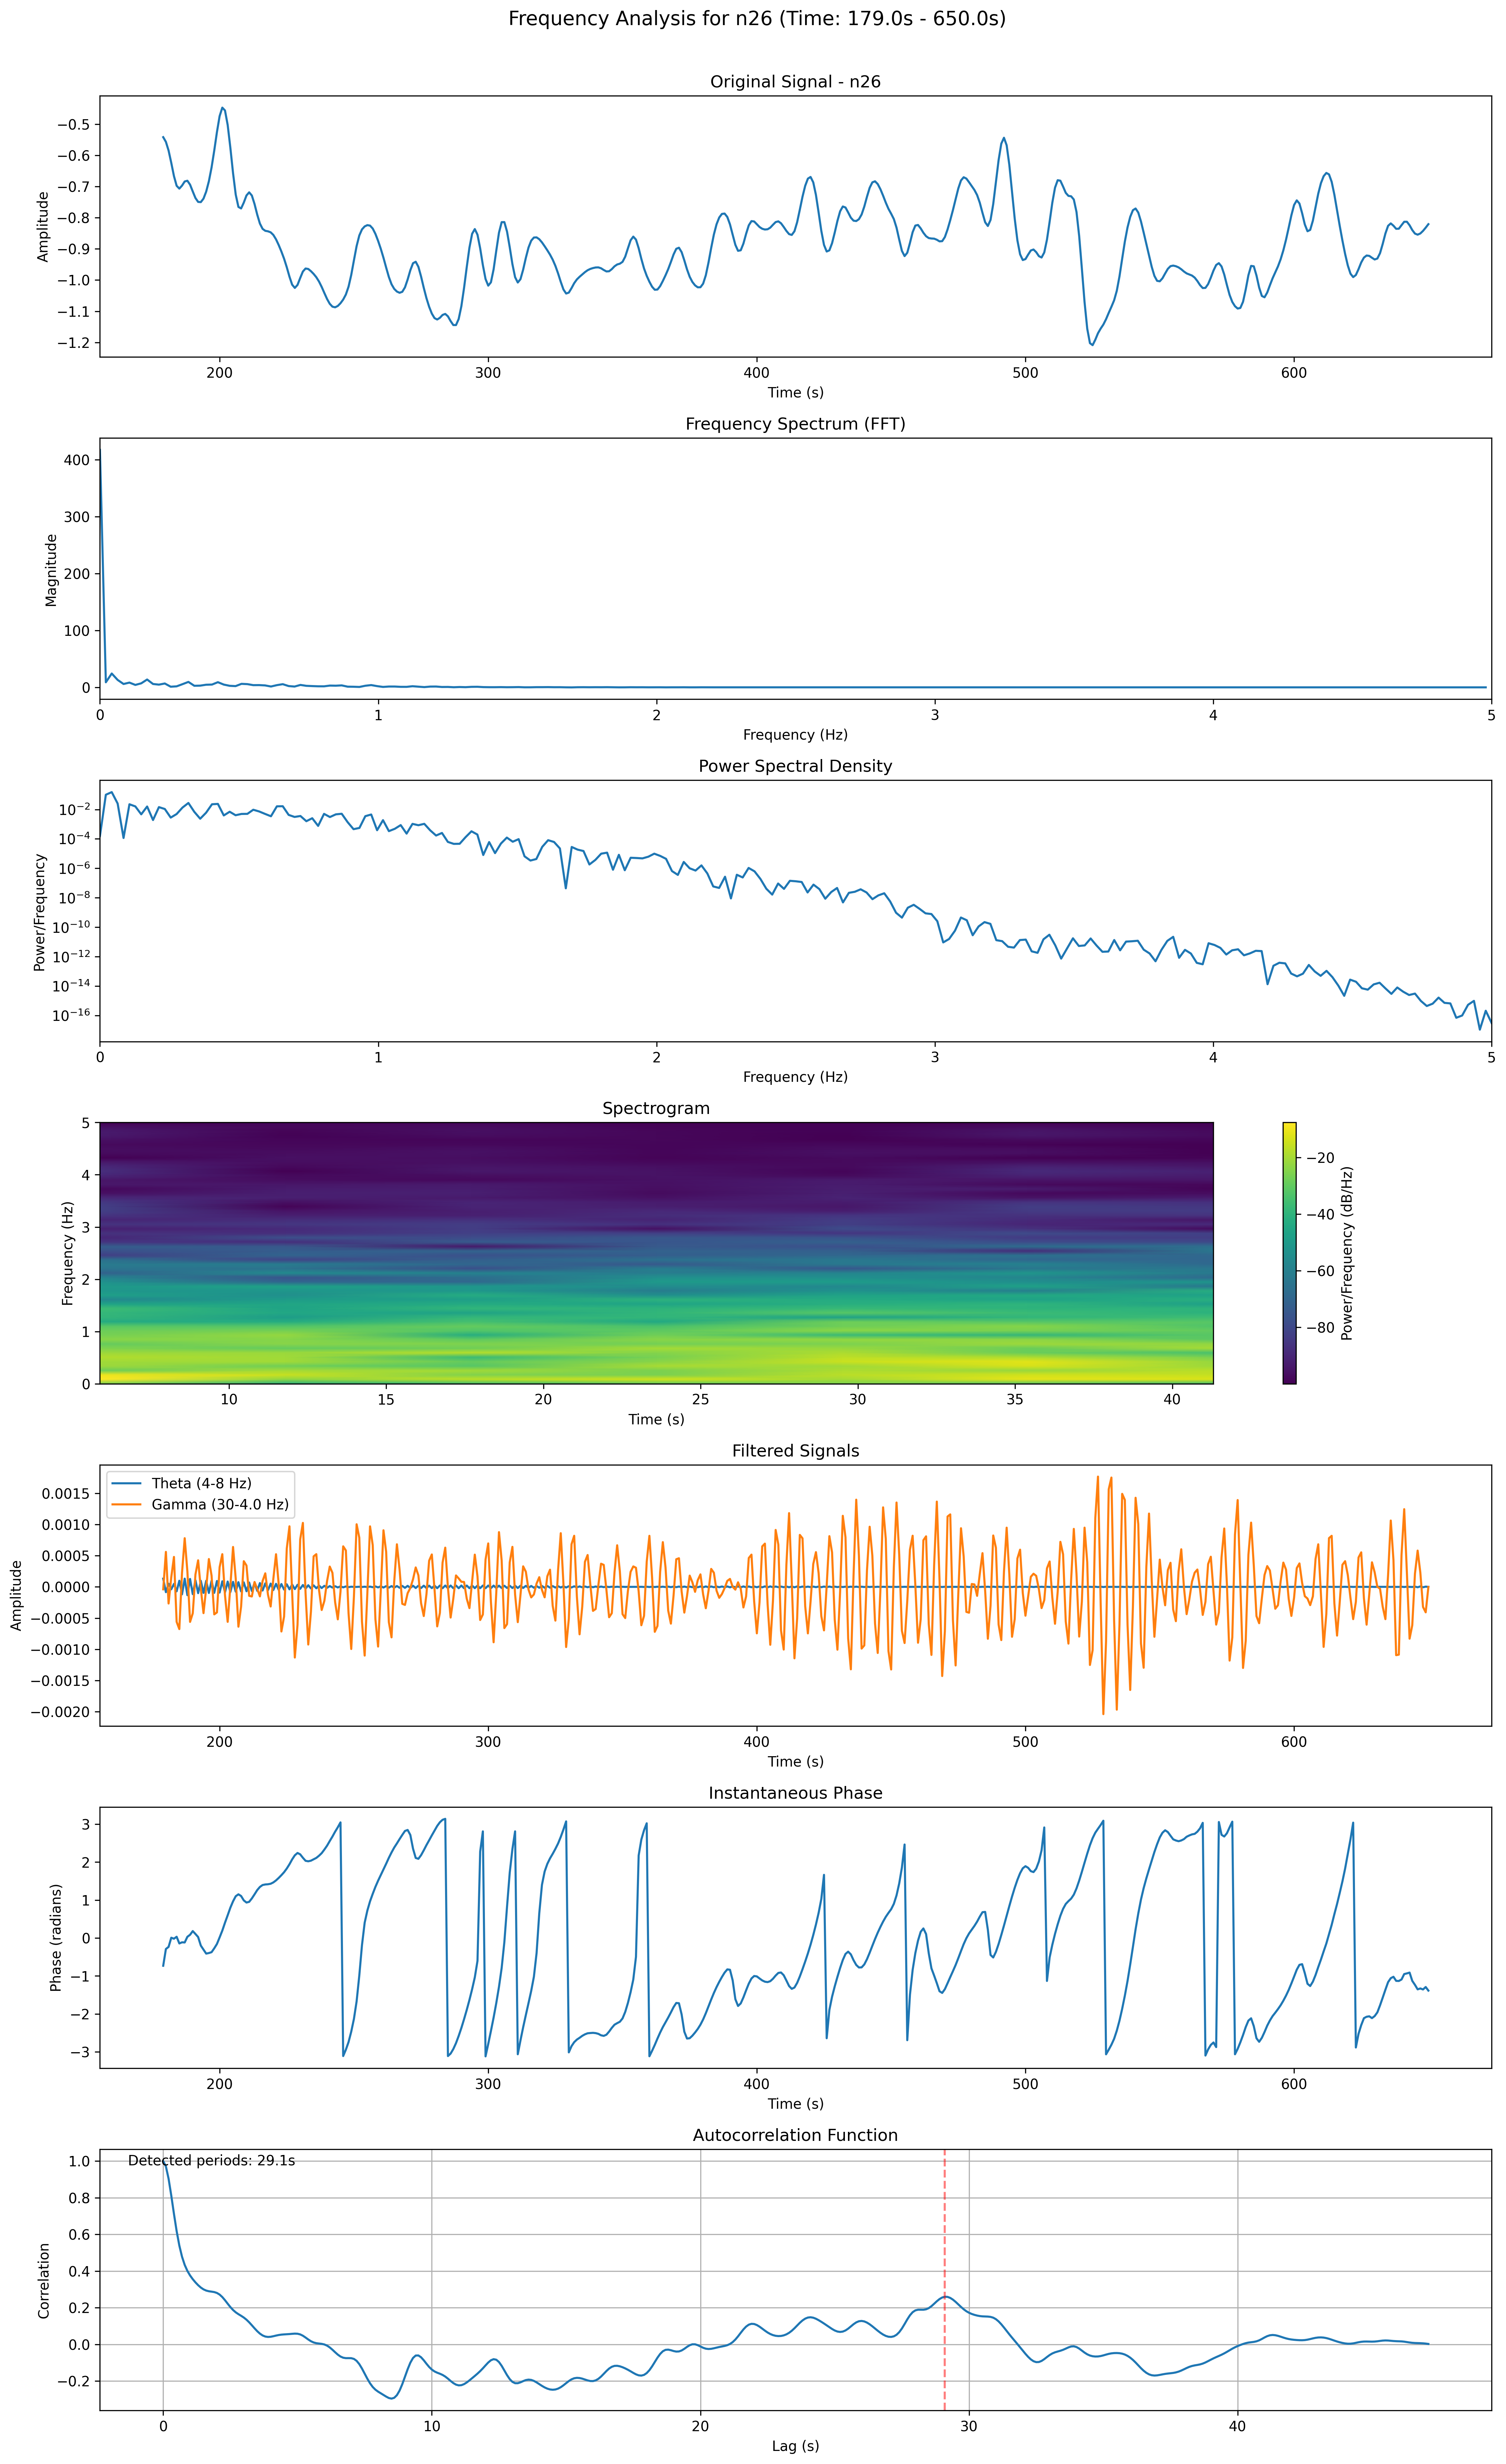 Frequency Analysis for n26 (Time: 179.0s - 650.0s)
Original Signal - n26
−0.5
−0.6
−0.7
−0.8
−0.9
−1.0
−1.1
−1.2
Amplitude
200 300 400 500 600
Time (s)
Frequency Spectrum (FFT)
400
300
200
100
0
Magnitude
0 1 2 3 4 5
Frequency (Hz)
Power Spectral Density
10⁻²
10⁻⁴
10⁻⁶
10⁻⁸
10⁻¹⁰
10⁻¹²
10⁻¹⁴
10⁻¹⁶
Power/Frequency
0 1 2 3 4 5
Frequency (Hz)
Spectrogram
5
4
3
2
1
0
Frequency (Hz)
10 15 20 25 30 35 40
Time (s)
−20
−40
−60
−80
Power/Frequency (dB/Hz)
Filtered Signals
Theta (4-8 Hz)
Gamma (30-4.0 Hz)
0.0015
0.0010
0.0005
0.0000
−0.0005
−0.0010
−0.0015
−0.0020
Amplitude
200 300 400 500 600
Time (s)
Instantaneous Phase
3
2
1
0
−1
−2
−3
Phase (radians)
200 300 400 500 600
Time (s)
Autocorrelation Function
Detected periods: 29.1s
1.0
0.8
0.6
0.4
0.2
0.0
−0.2
Correlation
0 10 20 30 40
Lag (s)